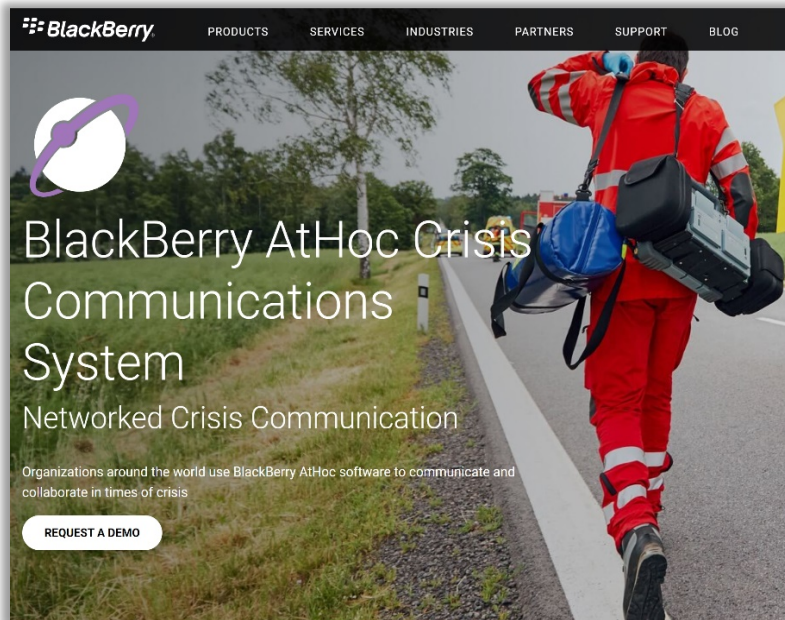 BlackBerry
PRODUCTS SERVICES INDUSTRIES PARTNERS SUPPORT BLOG
BlackBerry AtHoc Crisis
Communications
System
Networked Crisis Communication
Organizations around the world use BlackBerry AtHoc software to communicate and
collaborate in times of crisis
REQUEST A DEMO